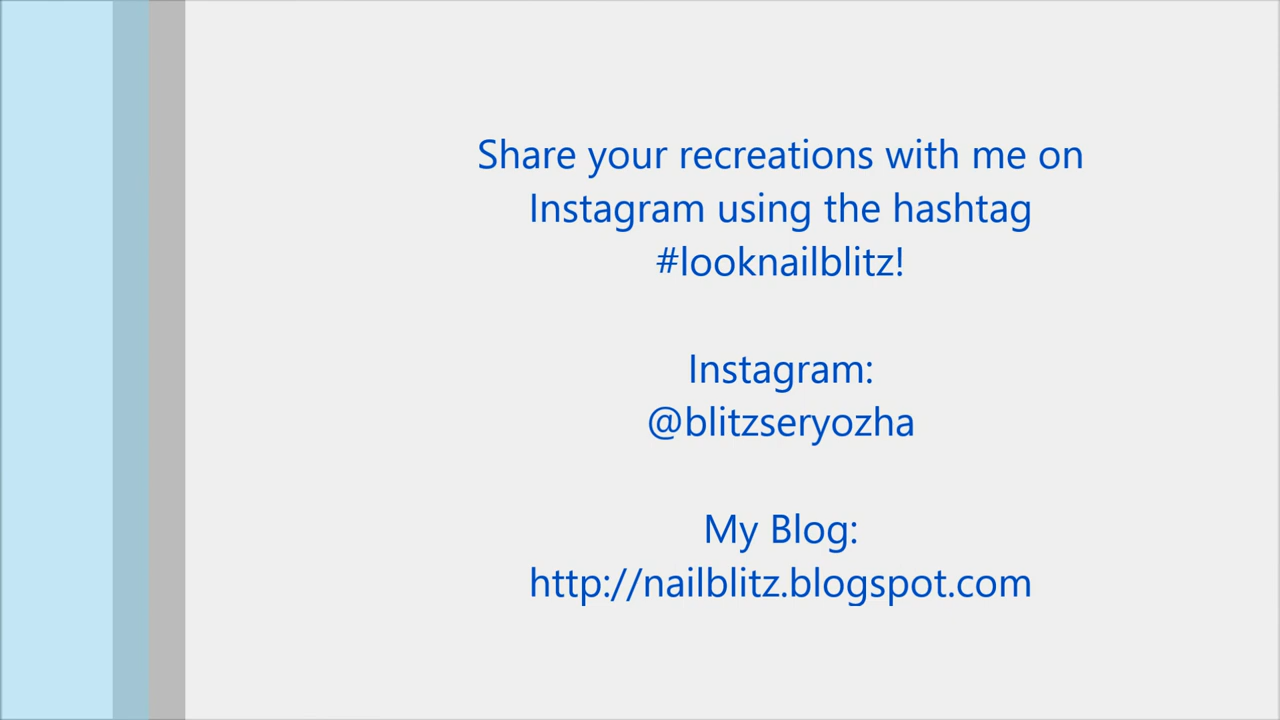 Share your recreations with me on
Instagram using the hashtag
#looknailblitz!
Instagram:
@blitzseryozha
My Blog:
http://nailblitz.blogspot.com